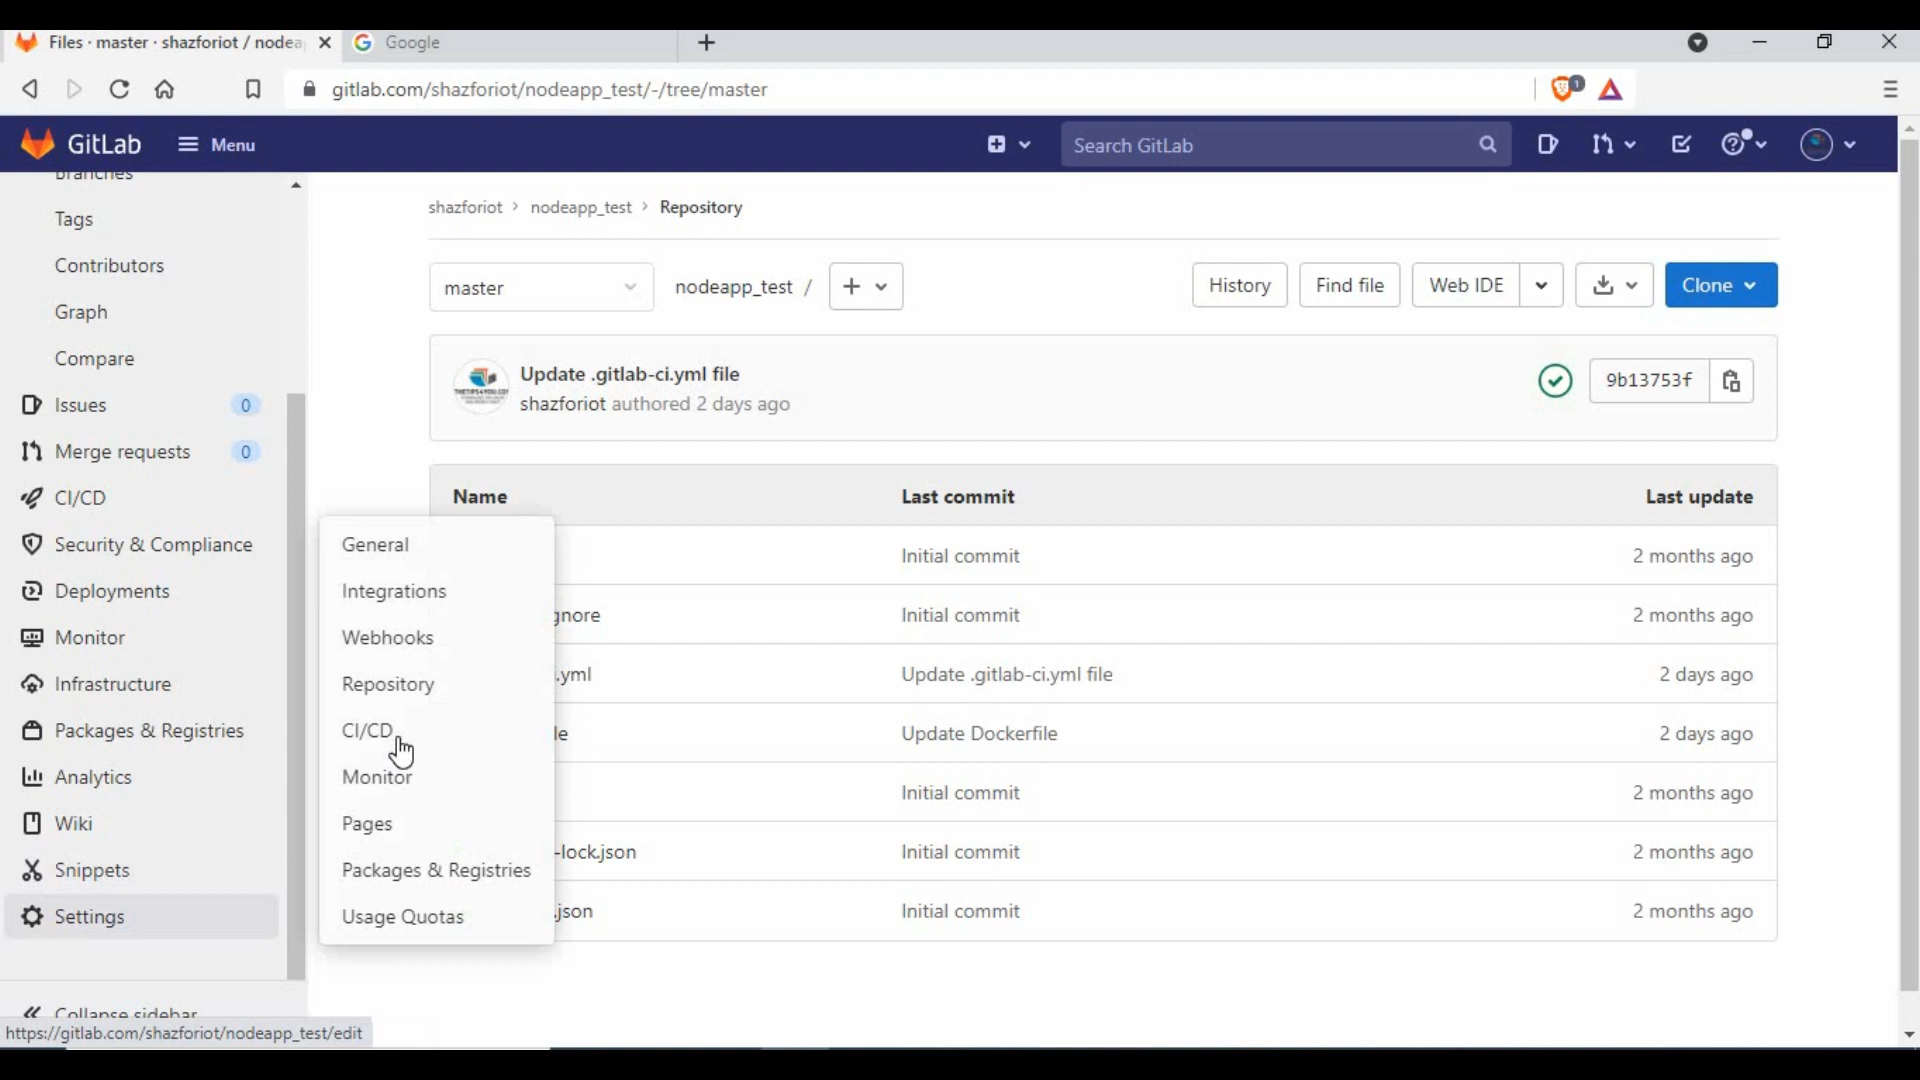 Files · master · shazforiot / nodea
Google
gitlab.com/shazforiot/nodeapp_test/-/tree/master
1
GitLab
Menu
Search GitLab
Branches
Tags
Contributors
Graph
Compare
Issues 0
Merge requests 0
CI/CD
Security & Compliance
Deployments
Monitor
Infrastructure
Packages & Registries
Analytics
Wiki
Snippets
Settings
Collapse sidebar
https://gitlab.com/shazforiot/nodeapp_test/edit
General
Integrations
Webhooks
Repository
CI/CD
Monitor
Pages
Packages & Registries
Usage Quotas
shazforiot > nodeapp_test > Repository
master
nodeapp_test /
+
History
Find file
Web IDE
Clone
Update .gitlab-ci.yml file
shazforiot authored 2 days ago
9b13753f
Name Last commit Last update
Initial commit 2 months ago
gnore Initial commit 2 months ago
.yml Update .gitlab-ci.yml file 2 days ago
le Update Dockerfile 2 days ago
Initial commit 2 months ago
-lock.json Initial commit 2 months ago
.json Initial commit 2 months ago